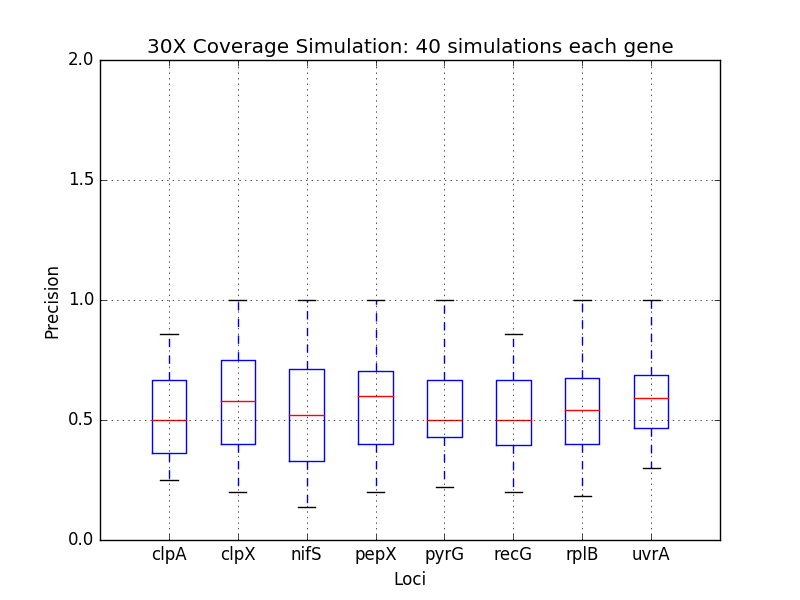 30X Coverage Simulation: 40 simulations each gene
2.0
1.5
1.0
0.5
0.0
Precision
clpA clpX nifS pepX pyrG recG rplB uvrA
Loci